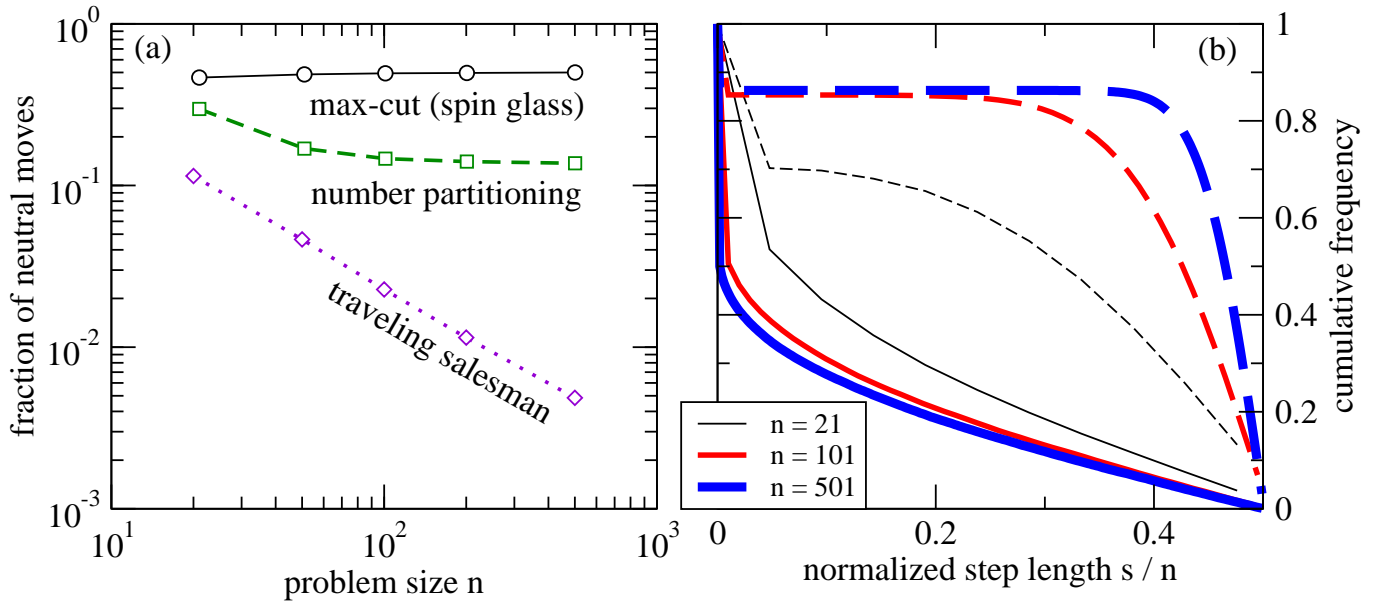 (a)
10^0
10^-1
10^-2
10^-3
fraction of neutral moves
max-cut (spin glass)
number partitioning
traveling salesman
10^1
10^2
10^3
problem size n
(b)
1
0.8
0.6
0.4
0.2
0
cumulative frequency
n = 21
n = 101
n = 501
0
0.2
0.4
normalized step length s / n